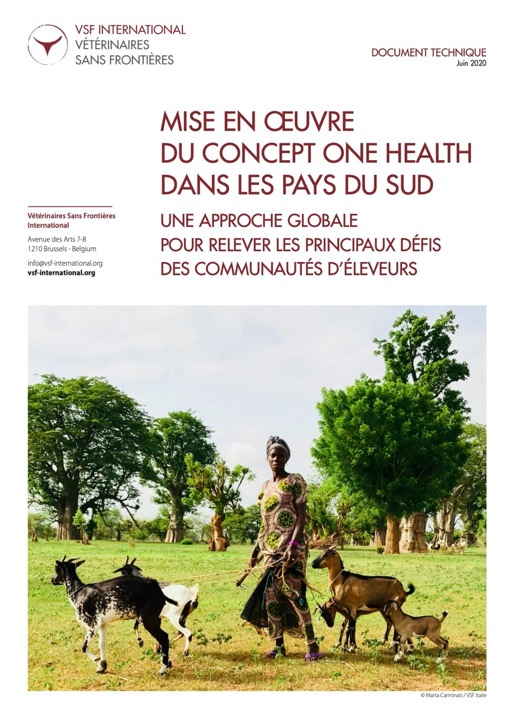 VSF INTERNATIONAL
VÉTÉRINAIRES
SANS FRONTIÈRES
DOCUMENT TECHNIQUE
Juin 2020
MISE EN ŒUVRE
DU CONCEPT ONE HEALTH
DANS LES PAYS DU SUD
UNE APPROCHE GLOBALE
POUR RELEVER LES PRINCIPAUX DÉFIS
DES COMMUNAUTÉS D’ÉLEVEURS
Vétérinaires Sans Frontières
International
Avenue des Arts 7-8
1210 Brussels - Belgium
info@vsf-international.org
vsf-international.org
© Marta Carminati / VSF Italie